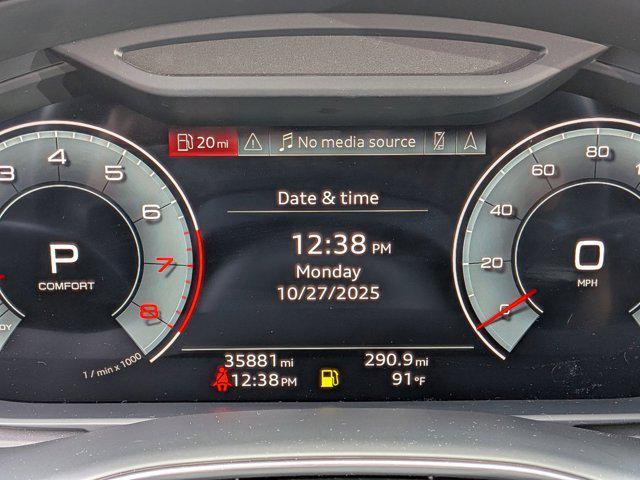 20 mi
No media source
Date & time
12:38 PM
Monday
10/27/2025
3
4
5
6
7
8
P
COMFORT
1 / min x 1000
0
20
40
60
80
0
MPH
35881 mi
290.9 mi
12:38 PM
91 °F